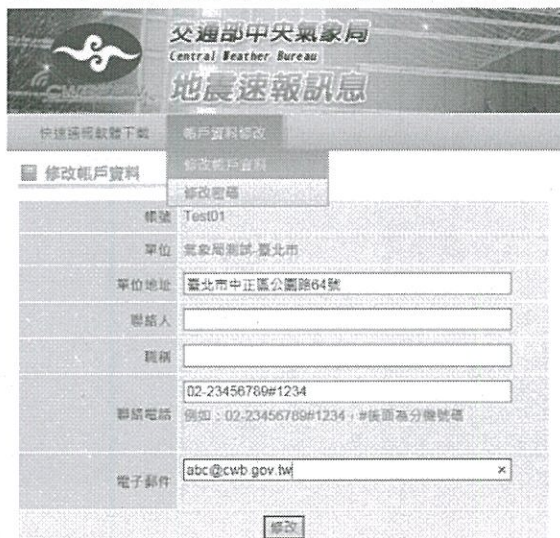 交通部中央氣象局
Central Weather Bureau
地震速報訊息
快速通報軟體下載 帳戶資料修改
修改帳戶資料
修改密碼
修改帳戶資料
帳號 Test01
單位 氣象局測試-臺北市
單位地址 臺北市中正區公園路64號
聯絡人
職稱
聯絡電話 02-23456789#1234
例如：02-23456789#1234，#後面為分機號碼
電子郵件 abc@cwb.gov.tw ×
修改